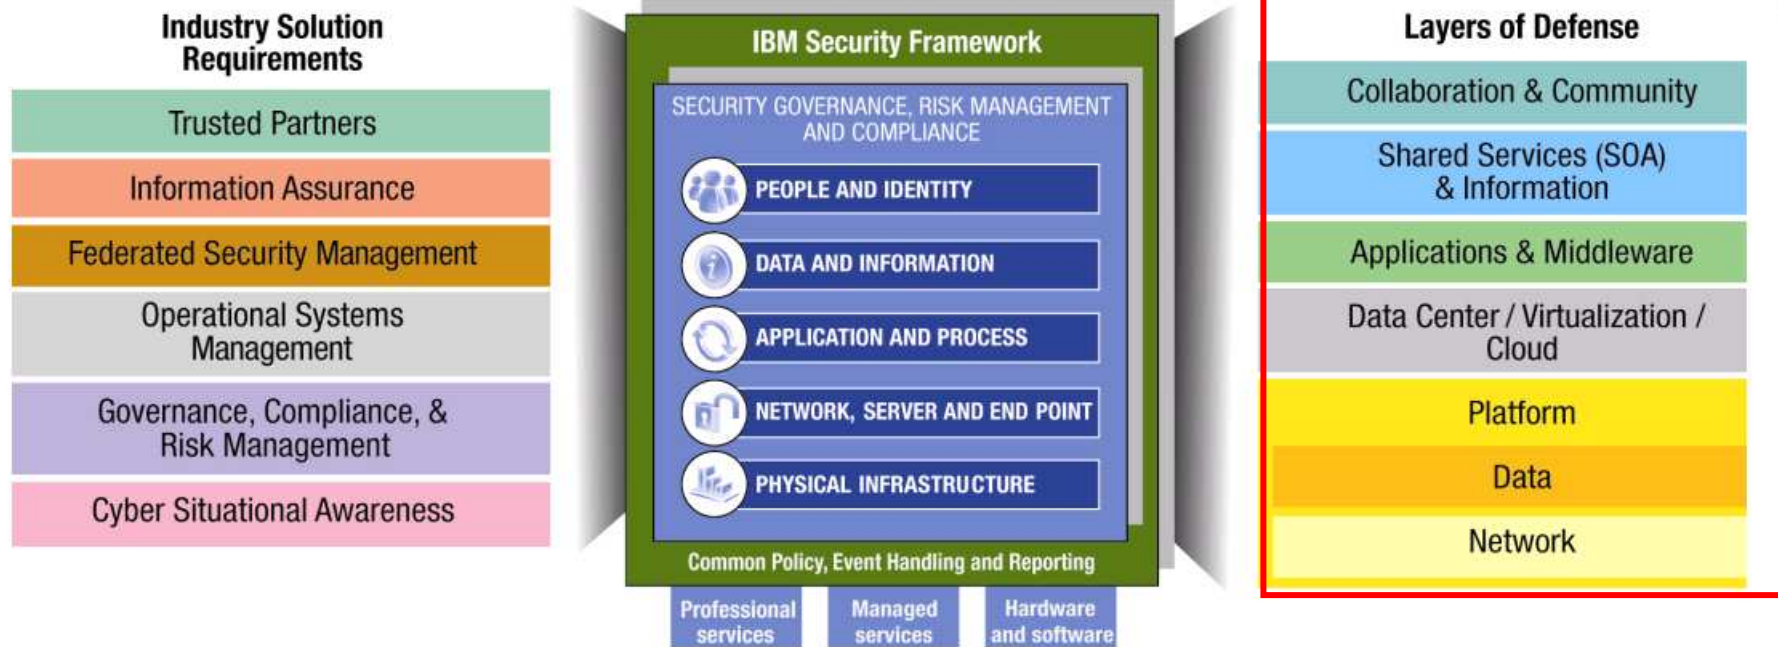 Industry Solution
Requirements
Trusted Partners
Information Assurance
Federated Security Management
Operational Systems
Management
Governance, Compliance, &
Risk Management
Cyber Situational Awareness
IBM Security Framework
SECURITY GOVERNANCE, RISK MANAGEMENT
AND COMPLIANCE
PEOPLE AND IDENTITY
DATA AND INFORMATION
APPLICATION AND PROCESS
NETWORK, SERVER AND END POINT
PHYSICAL INFRASTRUCTURE
Common Policy, Event Handling and Reporting
Professional
services
Managed
services
Hardware
and software
Layers of Defense
Collaboration & Community
Shared Services (SOA)
& Information
Applications & Middleware
Data Center / Virtualization /
Cloud
Platform
Data
Network